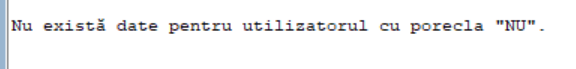 Nu există date pentru utilizatorul cu porecla "NU".